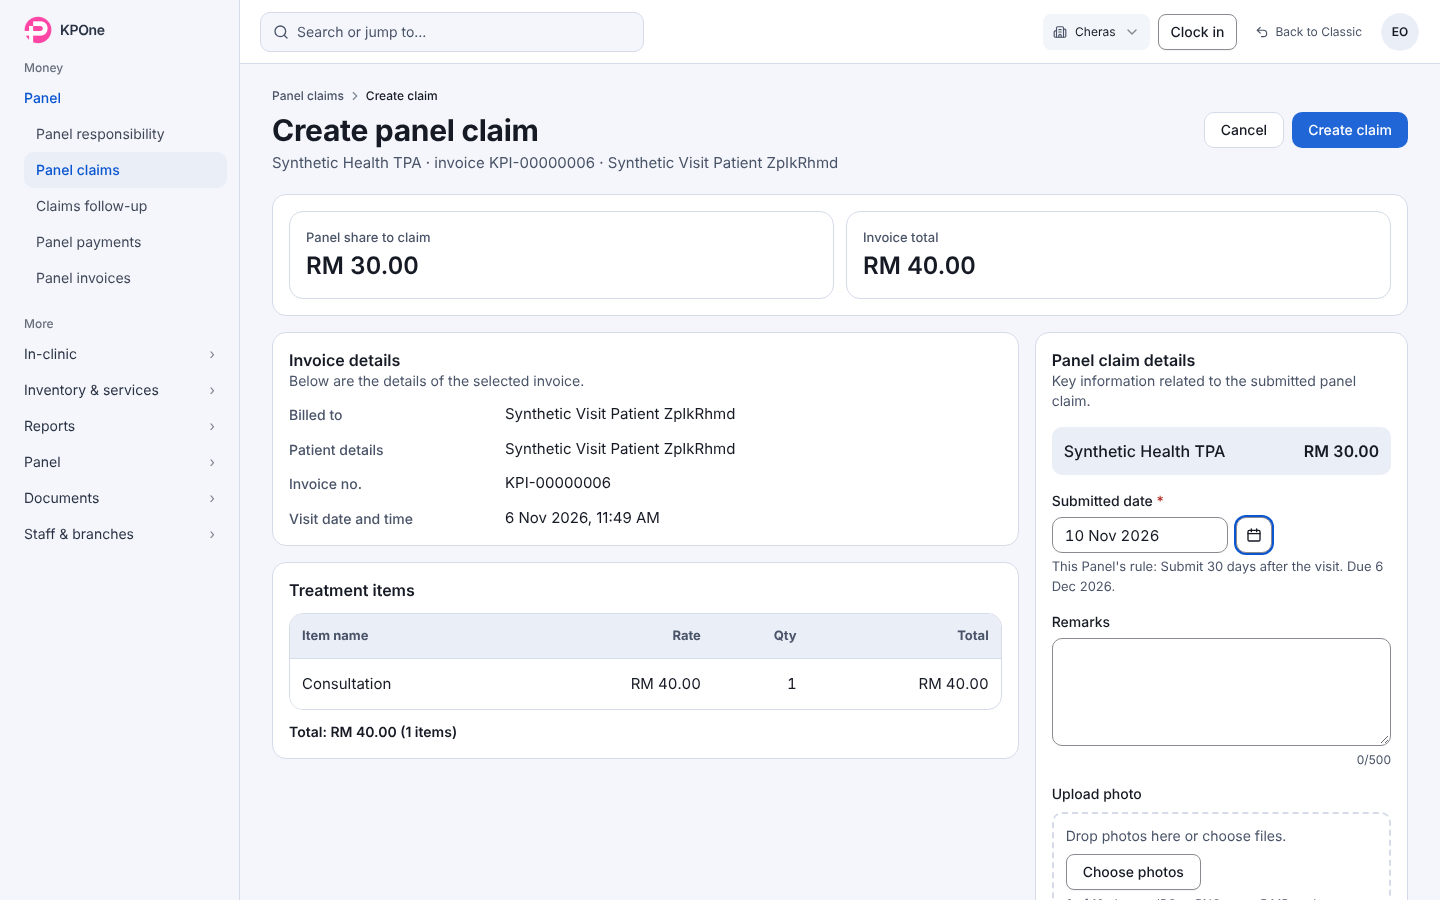 KPOne
Search or jump to...
Cheras
Clock in
Back to Classic
EO
Money
Panel
Panel responsibility
Panel claims
Claims follow-up
Panel payments
Panel invoices
More
In-clinic
Inventory & services
Reports
Panel
Documents
Staff & branches
Panel claims > Create claim
Create panel claim
Synthetic Health TPA · invoice KPI-00000006 · Synthetic Visit Patient ZpIkRhmd
Cancel
Create claim
Panel share to claim
RM 30.00
Invoice total
RM 40.00
Invoice details
Below are the details of the selected invoice.
Billed to Synthetic Visit Patient ZpIkRhmd
Patient details Synthetic Visit Patient ZpIkRhmd
Invoice no. KPI-00000006
Visit date and time 6 Nov 2026, 11:49 AM
Treatment items
Item name Rate Qty Total
Consultation RM 40.00 1 RM 40.00
Total: RM 40.00 (1 items)
Panel claim details
Key information related to the submitted panel
claim.
Synthetic Health TPA RM 30.00
Submitted date *
10 Nov 2026
This Panel's rule: Submit 30 days after the visit. Due 6
Dec 2026.
Remarks
0/500
Upload photo
Drop photos here or choose files.
Choose photos